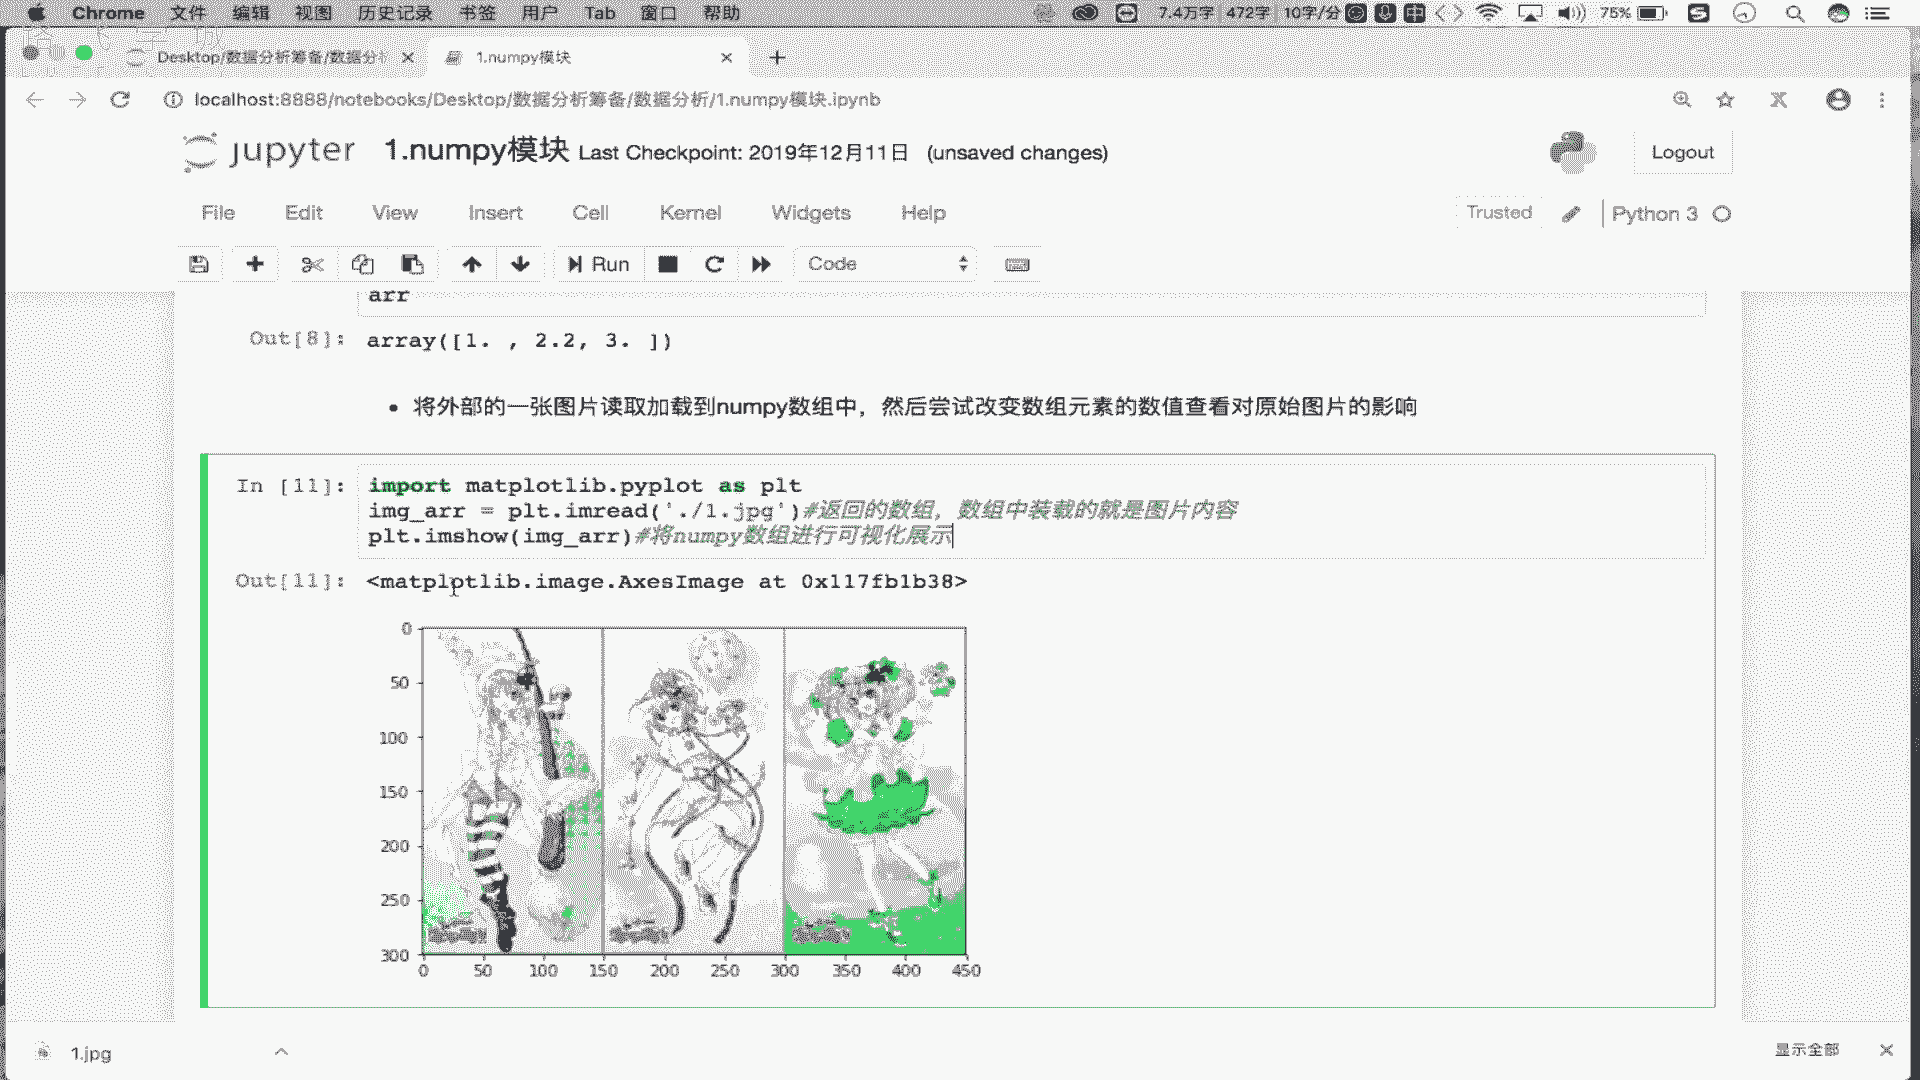 Chrome 文件 编辑 视图 历史记录 书签 用户 Tab 窗口 帮助 7.4万字 472字 10字/分 中 75%
Desktop/数据分析筹备/数据分析 1.numpy模块
localhost:8888/notebooks/Desktop/数据分析筹备/数据分析/1.numpy模块.ipynb
jupyter 1.numpy模块 Last Checkpoint: 2019年12月11日 (unsaved changes) Logout
File Edit View Insert Cell Kernel Widgets Help Trusted Python 3
Run Code
arr
Out[8]: array([1. , 2.2, 3. ])
• 将外部的一张图片读取加载到numpy数组中，然后尝试改变数组元素的数值查看对原始图片的影响
In [11]: import matplotlib.pyplot as plt
img_arr = plt.imread('./1.jpg')#返回的数组，数组中装载的就是图片内容
plt.imshow(img_arr)#将numpy数组进行可视化展示
Out[11]: <matplotlib.image.AxesImage at 0x117fb1b38>
0
50
100
150
200
250
300
0 50 100 150 200 250 300 350 400 450
1.jpg 显示全部